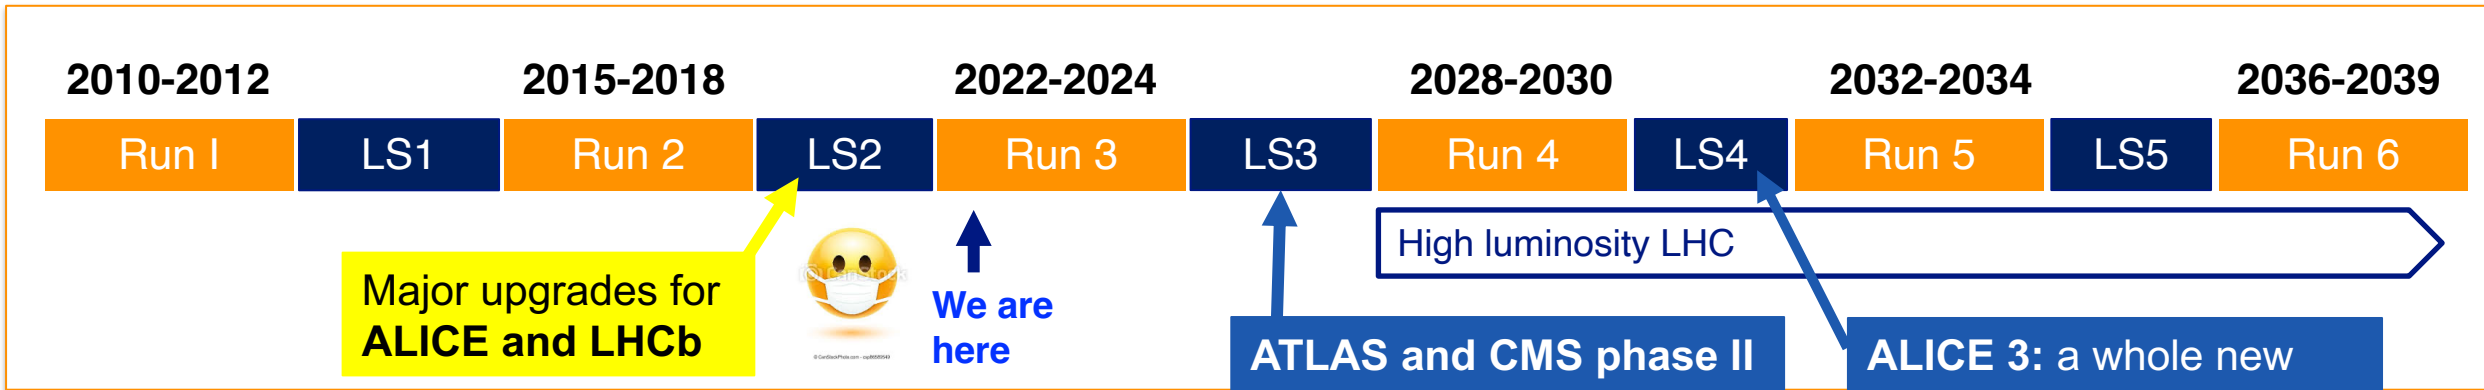 2010-2012 2015-2018 2022-2024 2028-2030 2032-2034 2036-2039
Run I LS1 Run 2 LS2 Run 3 LS3 Run 4 LS4 Run 5 LS5 Run 6
High luminosity LHC
Major upgrades for
ALICE and LHCb
© CanStock
We are
here
ATLAS and CMS phase II
ALICE 3: a whole new